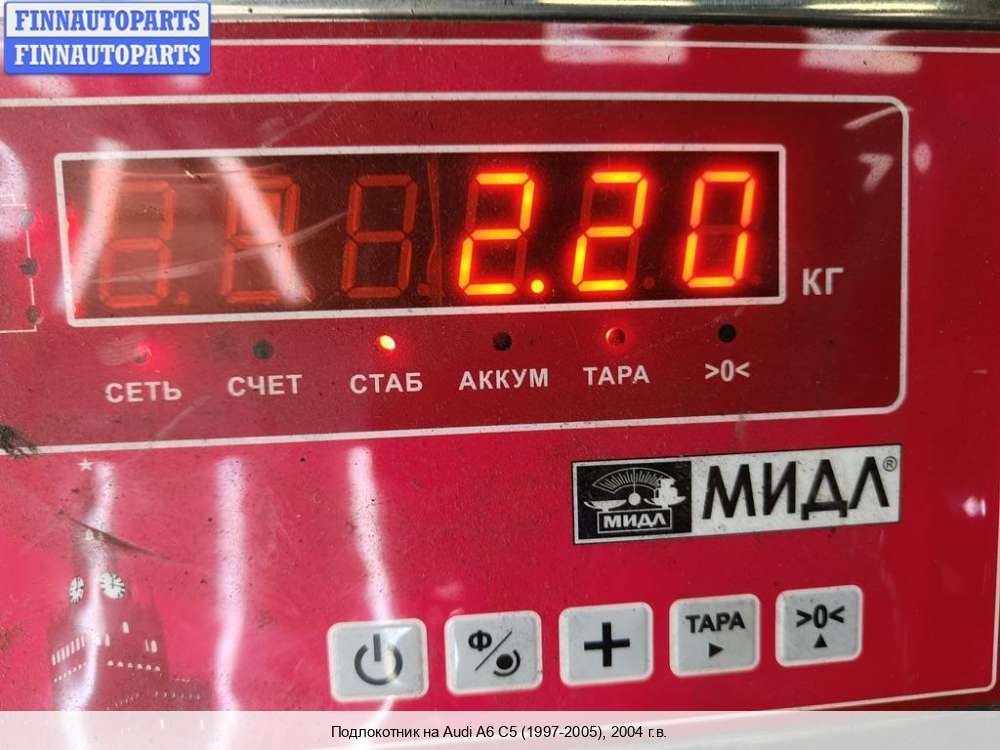 FINNAUTOPARTS
FINNAUTOPARTS
2.20
КГ
СЕТЬ СЧЕТ СТАБ АККУМ ТАРА >0<
МИДЛ МИДЛ®
Ф ТАРА >0<
Подлокотник на Audi A6 C5 (1997-2005), 2004 г.в.